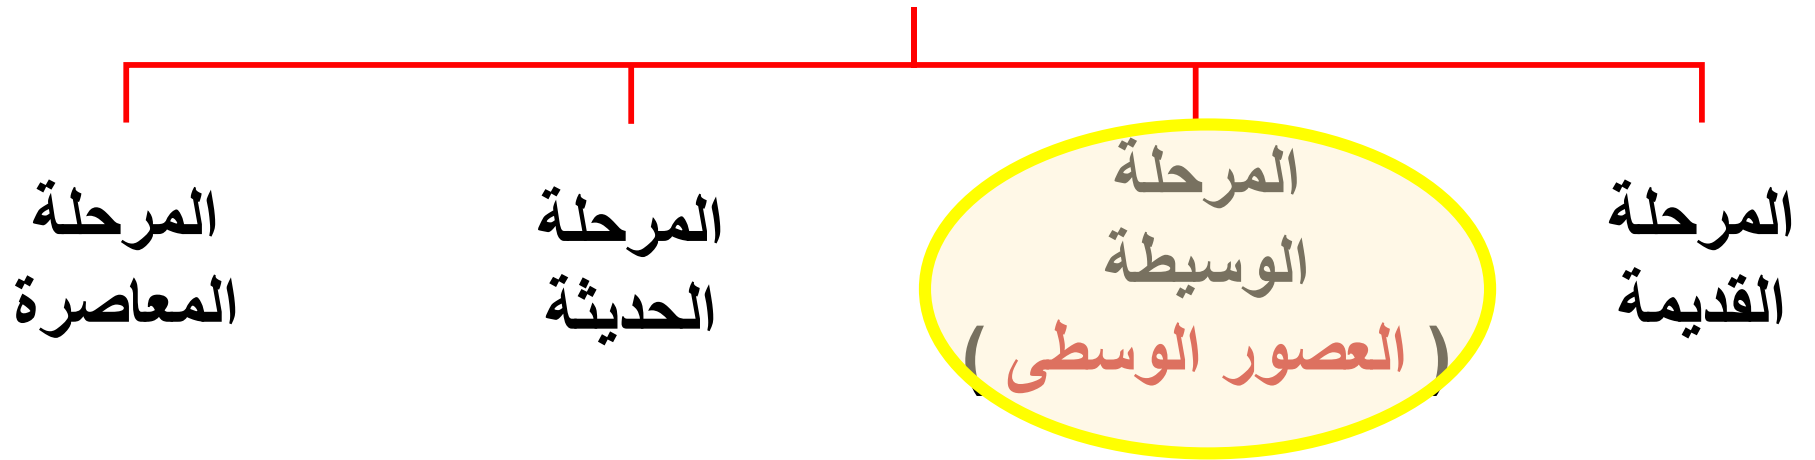 المرحلة
القديمة
المرحلة
الوسيطة
( العصور الوسطى )
المرحلة
الحديثة
المرحلة
المعاصرة